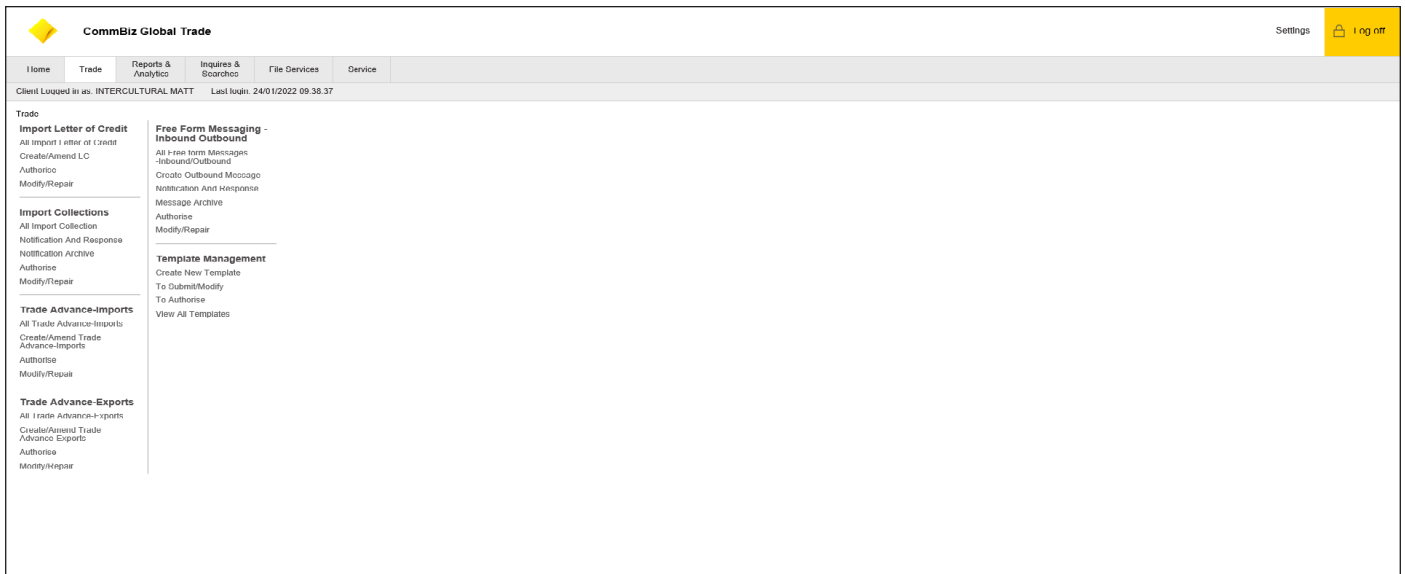 CommBiz Global Trade
Settings
Log off
Home
Trade
Reports &
Analytics
Inquires &
Searches
File Services
Service
Client Logged in as: INTERCULTURAL MATT Last login: 24/01/2022 09.38.37
Trade
Import Letter of Credit
All Import Letter of Credit
Create/Amend LC
Authorise
Modify/Repair
Import Collections
All Import Collection
Notification And Response
Notification Archive
Authorise
Modify/Repair
Trade Advance-Imports
All Trade Advance-Imports
Create/Amend Trade
Advance-Imports
Authorise
Modify/Repair
Trade Advance-Exports
All Trade Advance-Exports
Create/Amend Trade
Advance-Exports
Authorise
Modify/Repair
Free Form Messaging -
Inbound Outbound
All Free form Messages
-Inbound/Outbound
Create Outbound Message
Notification And Response
Message Archive
Authorise
Modify/Repair
Template Management
Create New Template
To Submit/Modify
To Authorise
View All Templates